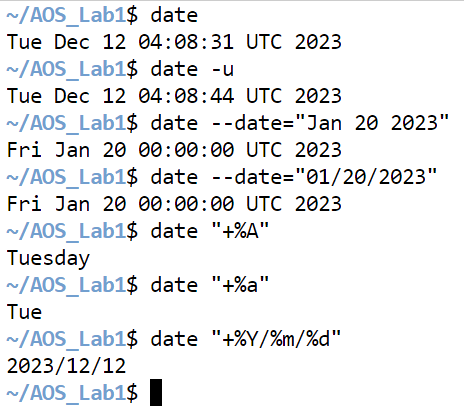 ~/AOS_Lab1$ date
Tue Dec 12 04:08:31 UTC 2023
~/AOS_Lab1$ date -u
Tue Dec 12 04:08:44 UTC 2023
~/AOS_Lab1$ date --date="Jan 20 2023"
Fri Jan 20 00:00:00 UTC 2023
~/AOS_Lab1$ date --date="01/20/2023"
Fri Jan 20 00:00:00 UTC 2023
~/AOS_Lab1$ date "+%A"
Tuesday
~/AOS_Lab1$ date "+%a"
Tue
~/AOS_Lab1$ date "+%Y/%m/%d"
2023/12/12
~/AOS_Lab1$